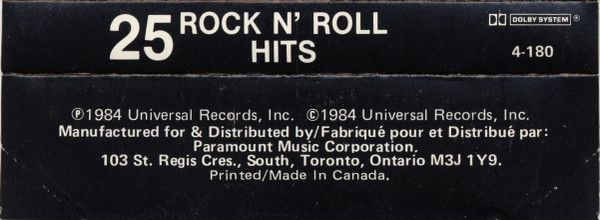 25 ROCK N' ROLL
HITS
DOLBY SYSTEM ®
4-180
℗1984 Universal Records, Inc. ©1984 Universal Records, Inc.
Manufactured for & Distributed by/Fabriqué pour et Distribué par:
Paramount Music Corporation.
103 St. Regis Cres., South, Toronto, Ontario M3J 1Y9.
Printed/Made In Canada.